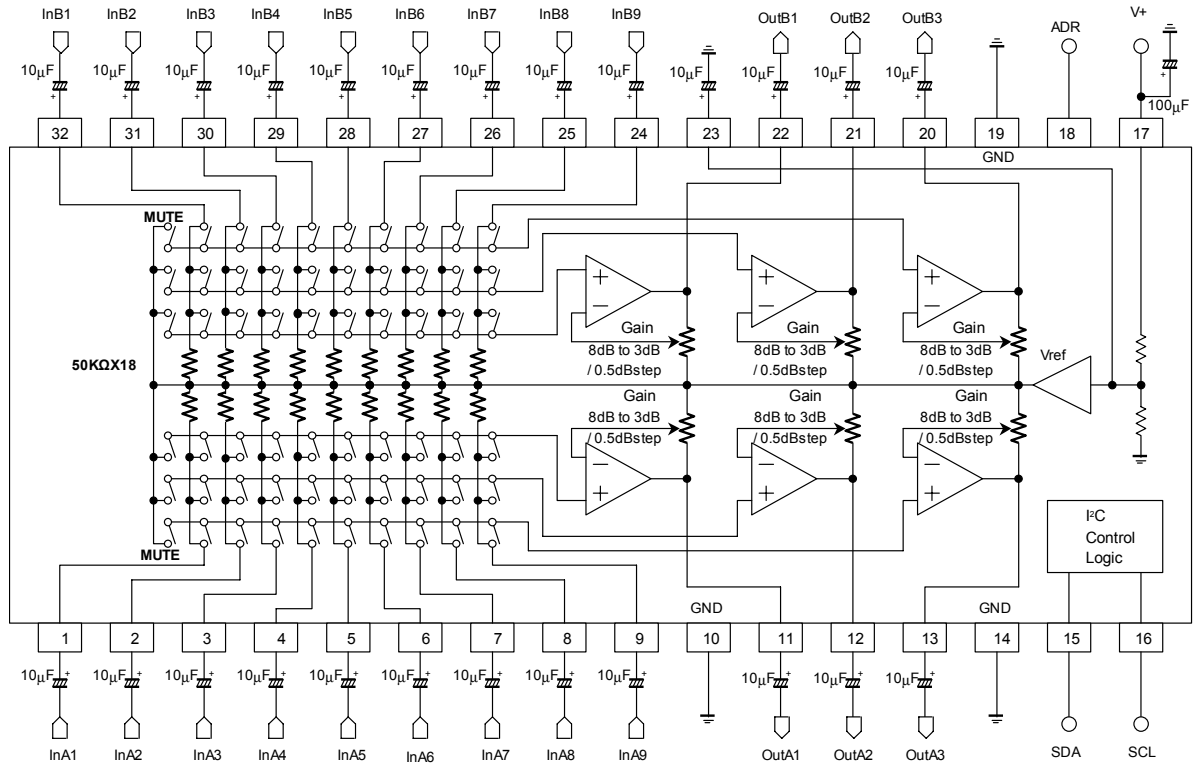 InB1 InB2 InB3 InB4 InB5 InB6 InB7 InB8 InB9 OutB1 OutB2 OutB3 ADR V+
10µF 10µF 10µF 10µF 10µF 10µF 10µF 10µF 10µF 10µF 10µF 10µF 10µF 100µF
32 31 30 29 28 27 26 25 24 23 22 21 20 19 18 17
GND
MUTE
+ + +
− − −
Gain Gain Gain
8dB to 3dB 8dB to 3dB 8dB to 3dB
/ 0.5dBstep / 0.5dBstep / 0.5dBstep
Vref
50KΩX18
Gain Gain Gain
8dB to 3dB 8dB to 3dB 8dB to 3dB
/ 0.5dBstep / 0.5dBstep / 0.5dBstep
− − −
+ + +
I²C
Control
Logic
MUTE
GND GND
1 2 3 4 5 6 7 8 9 10 11 12 13 14 15 16
10µF 10µF 10µF 10µF 10µF 10µF 10µF 10µF 10µF 10µF 10µF 10µF
InA1 InA2 InA3 InA4 InA5 InA6 InA7 InA8 InA9 OutA1 OutA2 OutA3 SDA SCL